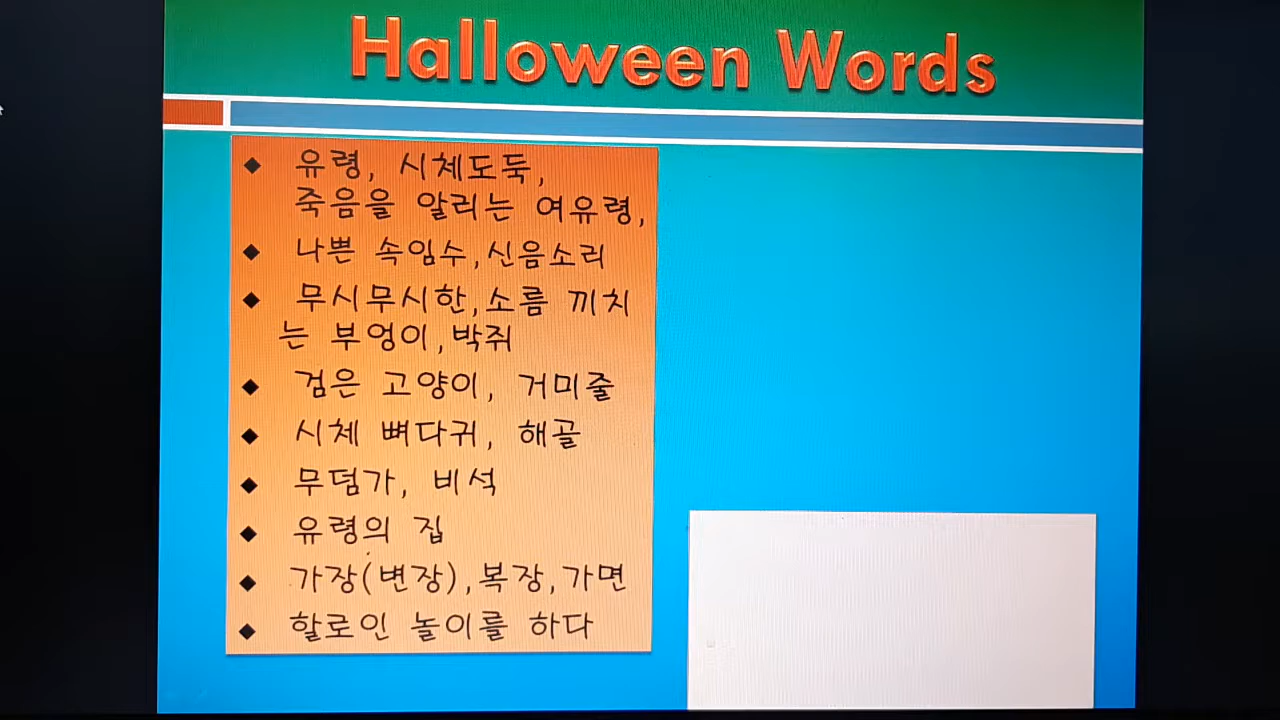 Halloween Words
◆ 유령, 시체도둑,
죽음을 알리는 여유령,
◆ 나쁜 속임수,신음소리
◆ 무시무시한,소름 끼치
는 부엉이,박쥐
◆ 검은 고양이, 거미줄
◆ 시체 뼈다귀, 해골
◆ 무덤가, 비석
◆ 유령의 집
◆ 가장(변장),복장,가면
◆ 할로인 놀이를 하다